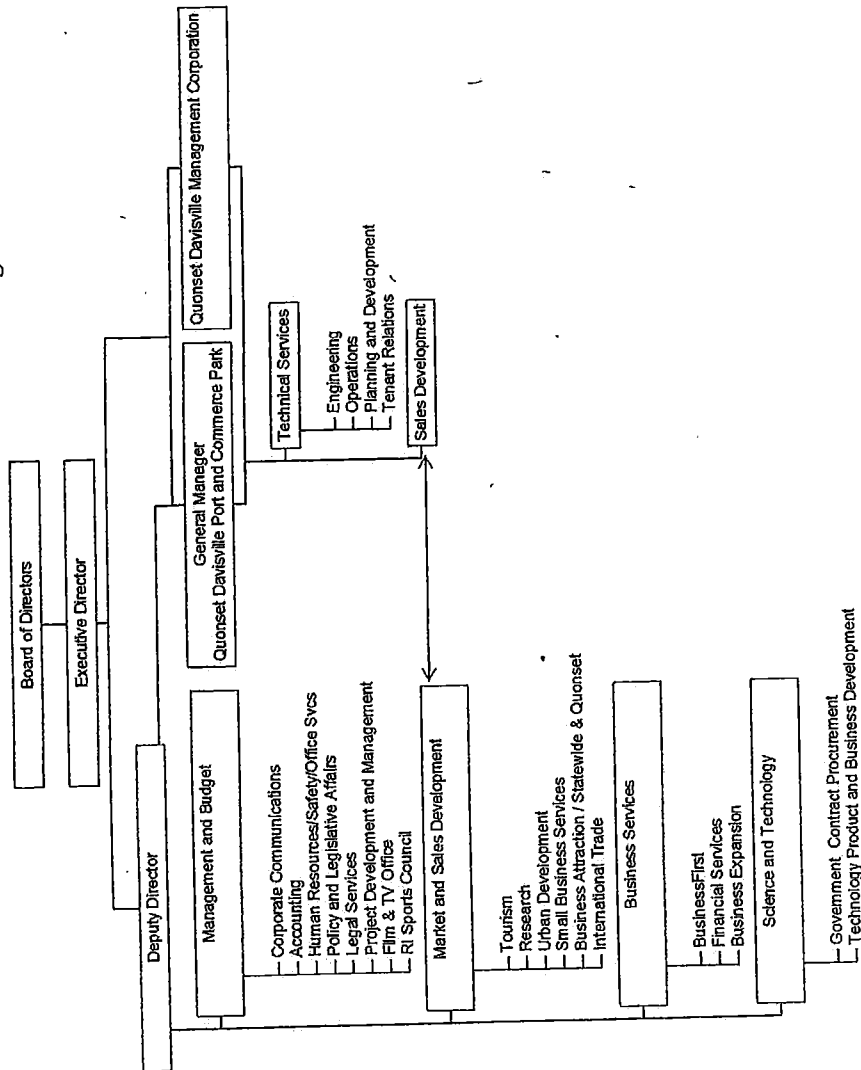 Board of Directors
Executive Director
Deputy Director
General Manager
Quonset Davisville Port and Commerce Park
Quonset Davisville Management Corporation
Management and Budget
Corporate Communications
Accounting
Human Resources/Safety/Office Svcs
Policy and Legislative Affairs
Legal Services
Project Development and Management
Film & TV Office
RI Sports Council
Technical Services
Engineering
Operations
Planning and Development
Tenant Relations
Sales Development
Market and Sales Development
Tourism
Research
Urban Development
Small Business Services
Business Attraction / Statewide & Quonset
International Trade
Business Services
BusinessFirst
Financial Services
Business Expansion
Science and Technology
Government Contract Procurement
Technology Product and Business Development